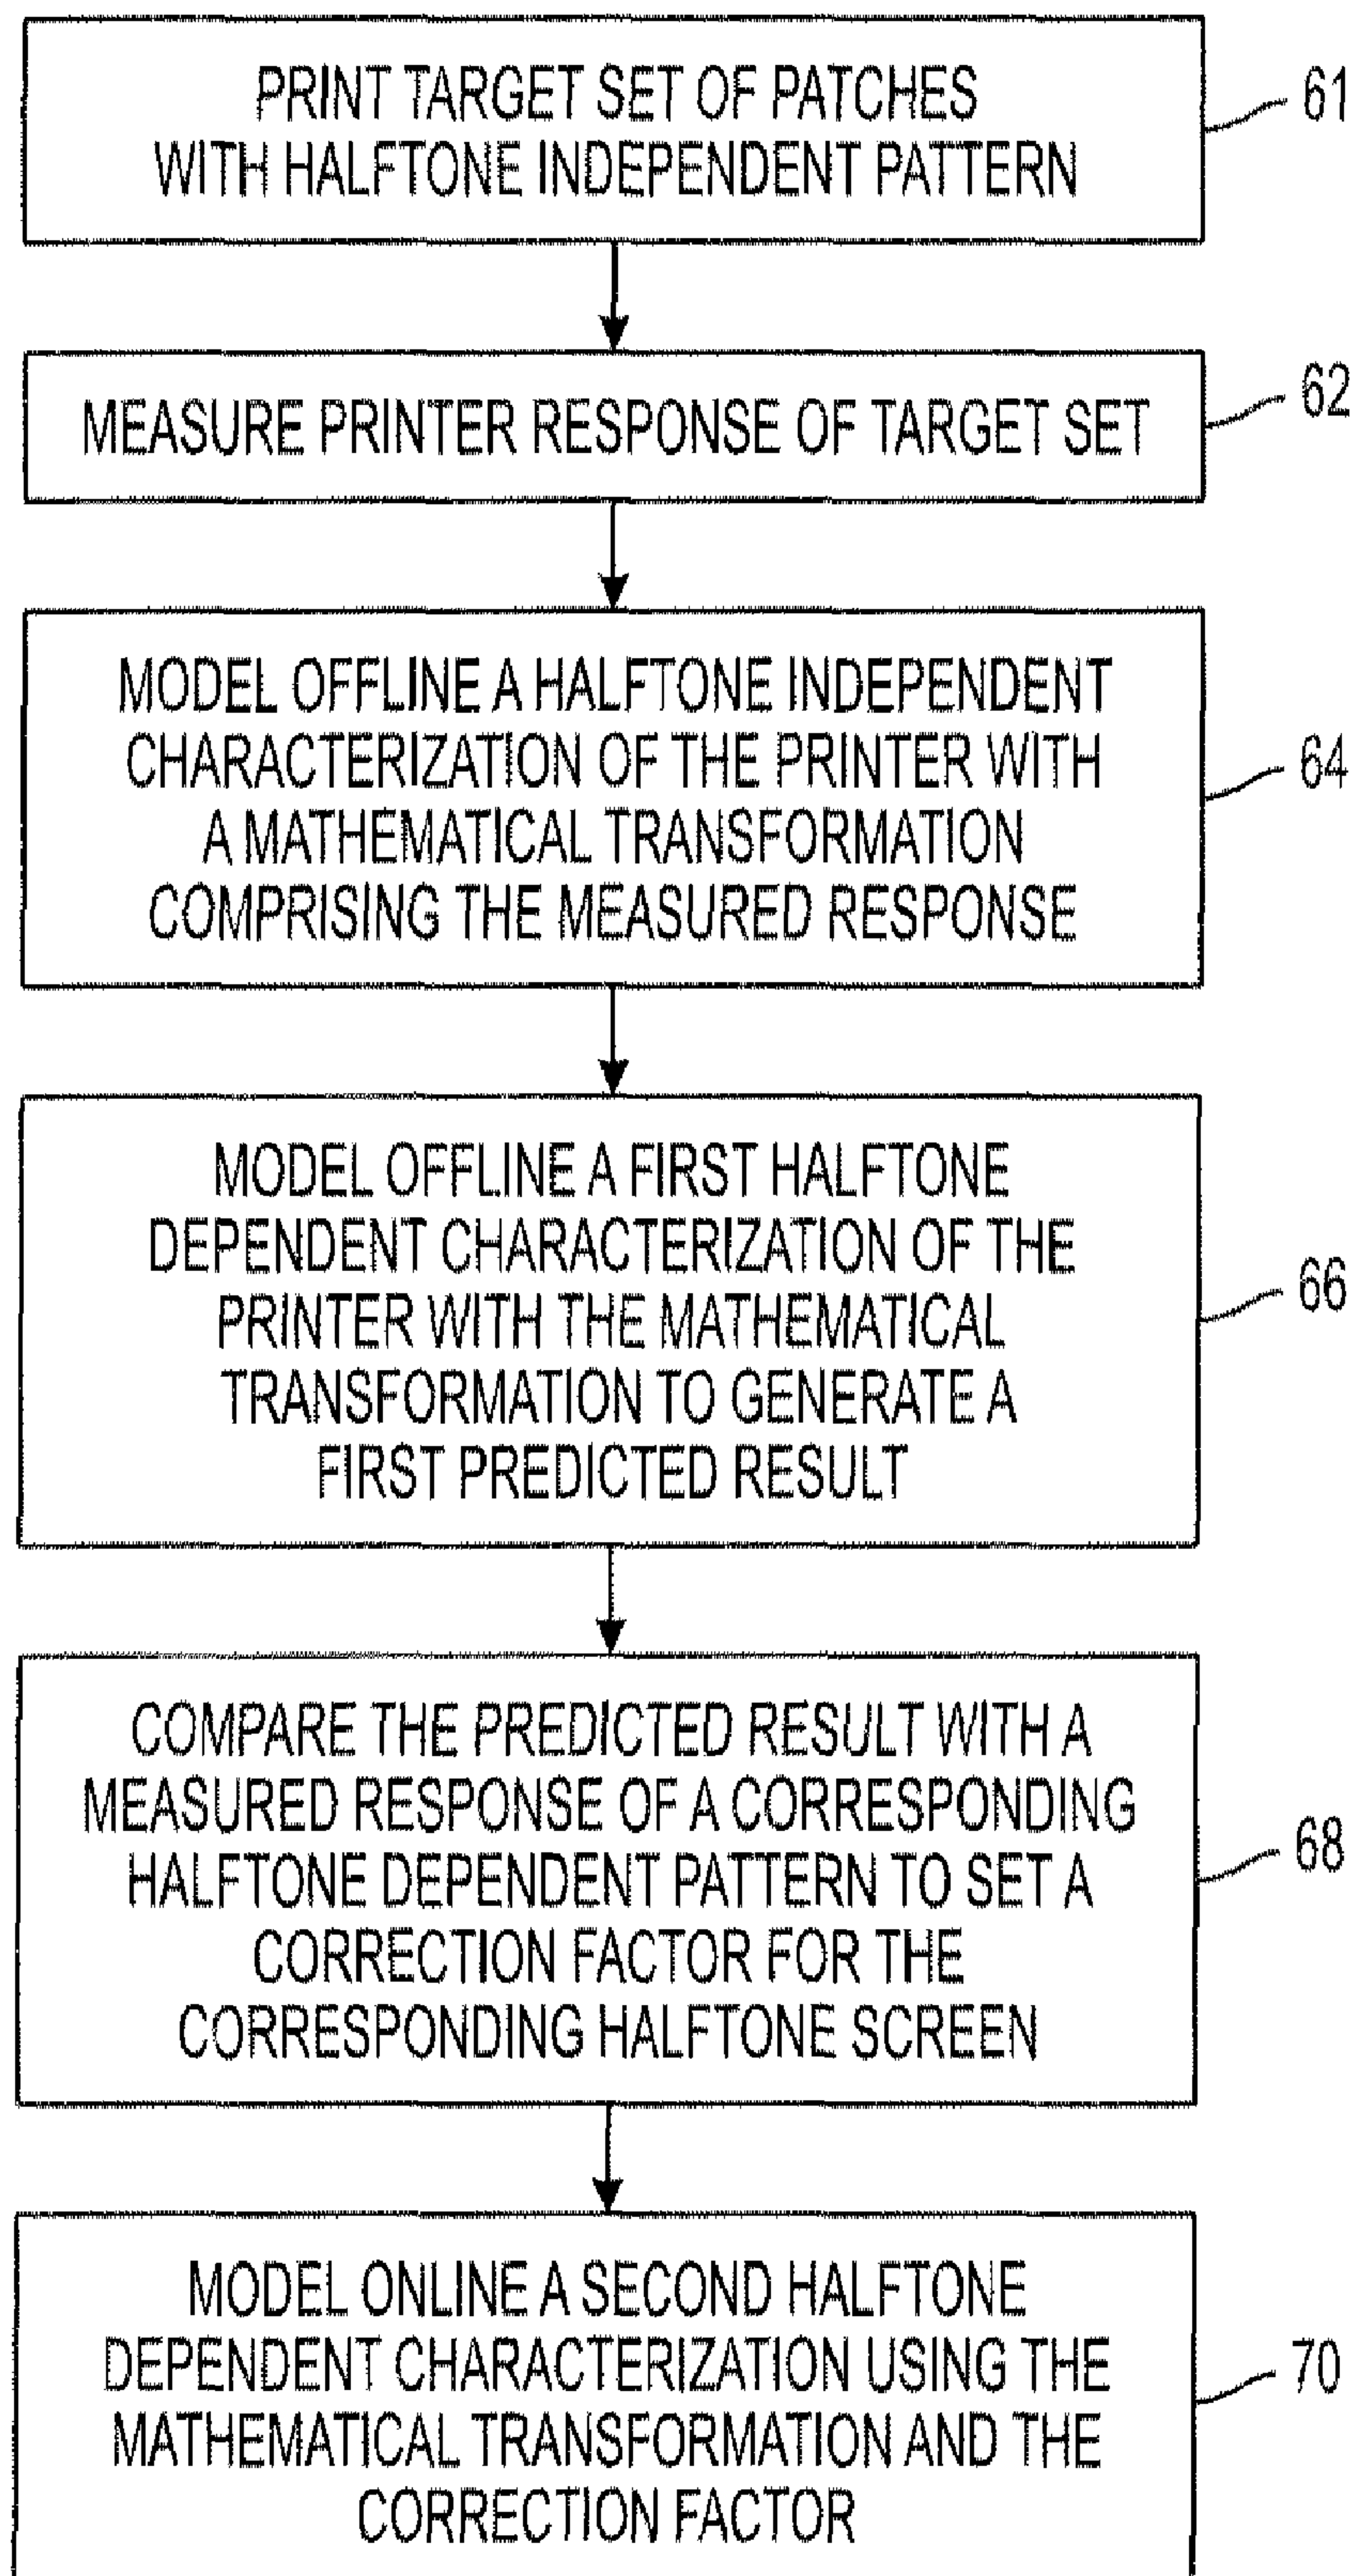 PRINT TARGET SET OF PATCHES
WITH HALFTONE INDEPENDENT PATTERN
61
MEASURE PRINTER RESPONSE OF TARGET SET
62
MODEL OFFLINE A HALFTONE INDEPENDENT
CHARACTERIZATION OF THE PRINTER WITH
A MATHEMATICAL TRANSFORMATION
COMPRISING THE MEASURED RESPONSE
64
MODEL OFFLINE A FIRST HALFTONE
DEPENDENT CHARACTERIZATION OF THE
PRINTER WITH THE MATHEMATICAL
TRANSFORMATION TO GENERATE A
FIRST PREDICTED RESULT
66
COMPARE THE PREDICTED RESULT WITH A
MEASURED RESPONSE OF A CORRESPONDING
HALFTONE DEPENDENT PATTERN TO SET A
CORRECTION FACTOR FOR THE
CORRESPONDING HALFTONE SCREEN
68
MODEL ONLINE A SECOND HALFTONE
DEPENDENT CHARACTERIZATION USING THE
MATHEMATICAL TRANSFORMATION AND THE
CORRECTION FACTOR
70